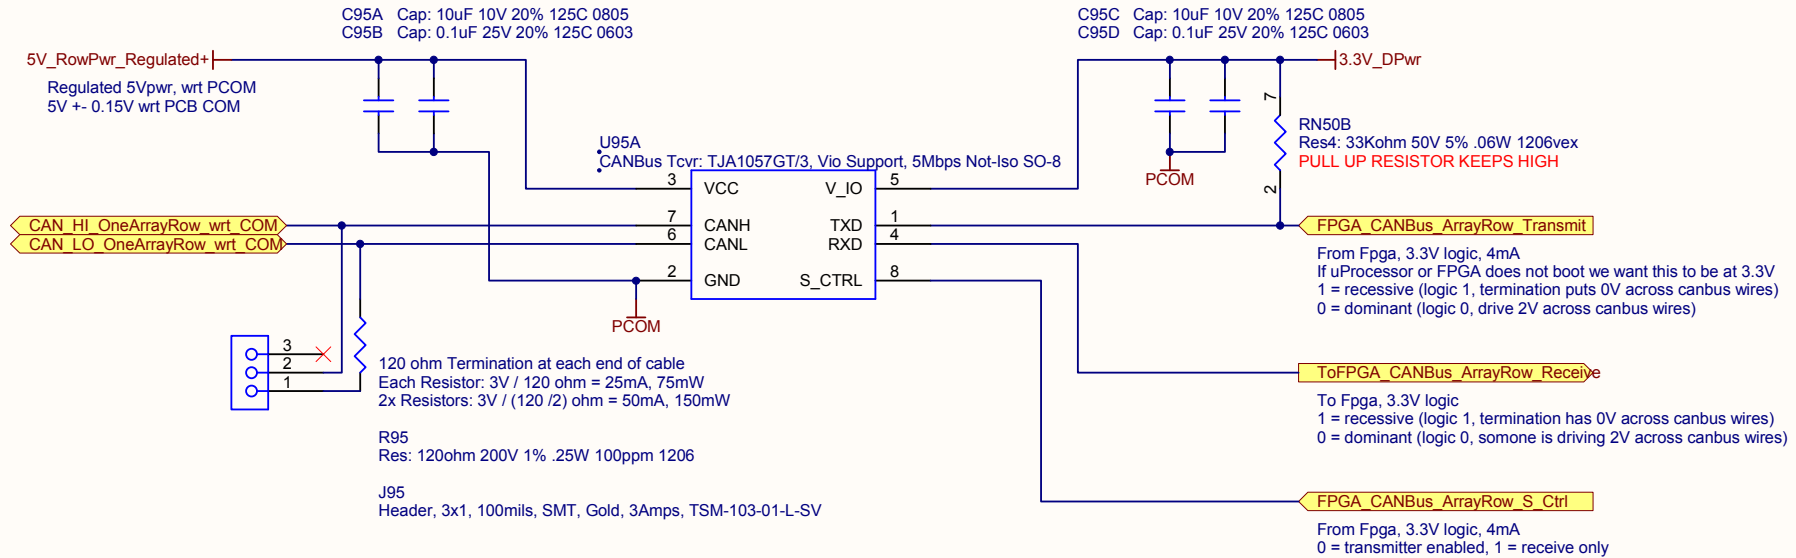 C95A Cap: 10uF 10V 20% 125C 0805
C95B Cap: 0.1uF 25V 20% 125C 0603
C95C Cap: 10uF 10V 20% 125C 0805
C95D Cap: 0.1uF 25V 20% 125C 0603
5V_RowPwr_Regulated+
Regulated 5Vpwr, wrt PCOM
5V +- 0.15V wrt PCB COM
3.3V_DPwr
7
RN50B
Res4: 33Kohm 50V 5% .06W 1206vex
PULL UP RESISTOR KEEPS HIGH
2
PCOM
U95A
CANBus Tcvr: TJA1057GT/3, Vio Support, 5Mbps Not-Iso SO-8
3 VCC V_IO 5
7 CANH TXD 1
6 CANL RXD 4
2 GND S_CTRL 8
PCOM
CAN_HI_OneArrayRow_wrt_COM
CAN_LO_OneArrayRow_wrt_COM
FPGA_CANBus_ArrayRow_Transmit
From Fpga, 3.3V logic, 4mA
If uProcessor or FPGA does not boot we want this to be at 3.3V
1 = recessive (logic 1, termination puts 0V across canbus wires)
0 = dominant (logic 0, drive 2V across canbus wires)
3
2
1
120 ohm Termination at each end of cable
Each Resistor: 3V / 120 ohm = 25mA, 75mW
2x Resistors: 3V / (120 /2) ohm = 50mA, 150mW
R95
Res: 120ohm 200V 1% .25W 100ppm 1206
J95
Header, 3x1, 100mils, SMT, Gold, 3Amps, TSM-103-01-L-SV
ToFPGA_CANBus_ArrayRow_Receive
To Fpga, 3.3V logic
1 = recessive (logic 1, termination has 0V across canbus wires)
0 = dominant (logic 0, somone is driving 2V across canbus wires)
FPGA_CANBus_ArrayRow_S_Ctrl
From Fpga, 3.3V logic, 4mA
0 = transmitter enabled, 1 = receive only